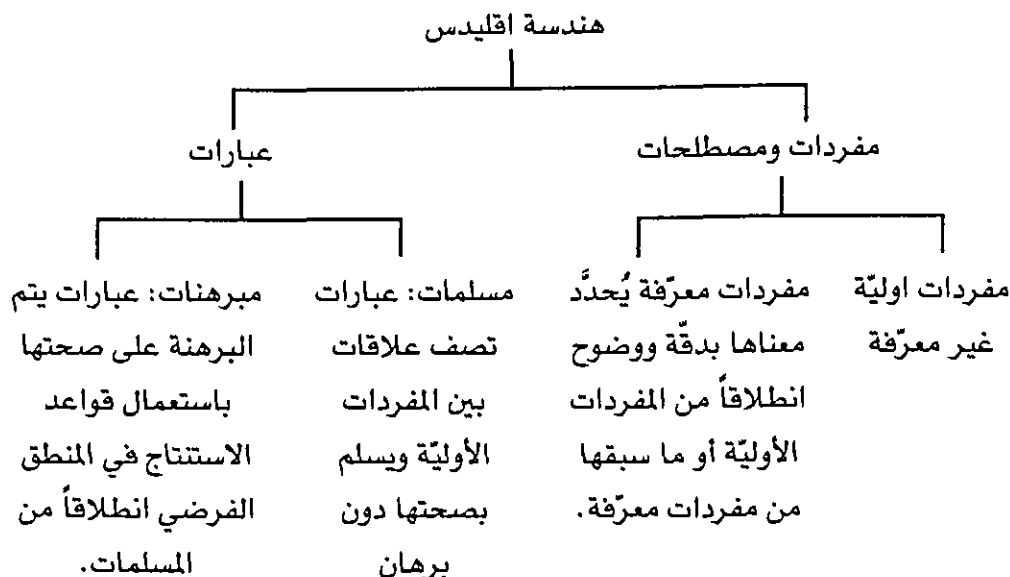 هندسة اقليدس
مفردات ومصطلحات
عبارات
مفردات اوليّة
غير معرّفة
مفردات معرّفة يُحدَّد
معناها بدقّة ووضوح
انطلاقاً من المفردات
الأوليّة أو ما سبقها
من مفردات معرّفة.
مسلمات: عبارات
تصف علاقات
بين المفردات
الأوليّة ويسلم
بصحتها دون
برهان
مبرهنات: عبارات يتم
البرهنة على صحتها
باستعمال قواعد
الاستنتاج في المنطق
الفرضي انطلاقاً من
المسلمات.